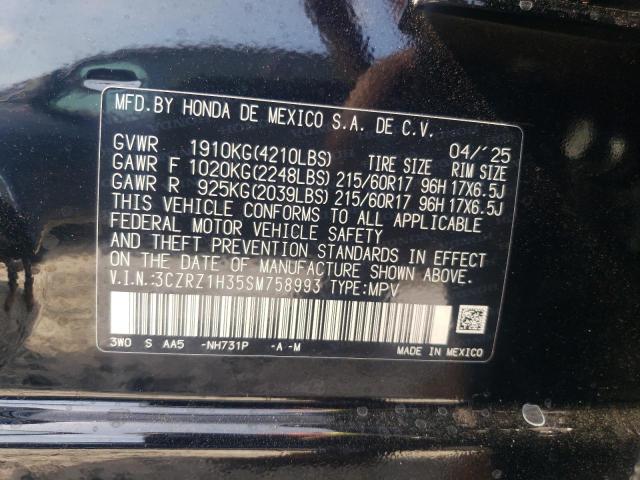 MFD.BY HONDA DE MEXICO S.A. DE C.V.
04/'25
GVWR 1910KG(4210LBS) TIRE SIZE RIM SIZE
GAWR F 1020KG(2248LBS) 215/60R17 96H 17X6.5J
GAWR R 925KG(2039LBS) 215/60R17 96H 17X6.5J
THIS VEHICLE CONFORMS TO ALL APPLICABLE
FEDERAL MOTOR VEHICLE SAFETY
AND THEFT PREVENTION STANDARDS IN EFFECT
ON THE DATE OF MANUFACTURE SHOWN ABOVE.
V.I.N.:3CZRZ1H35SM758993 TYPE:MPV
3W0 S AA5 -NH731P -A-M MADE IN MEXICO